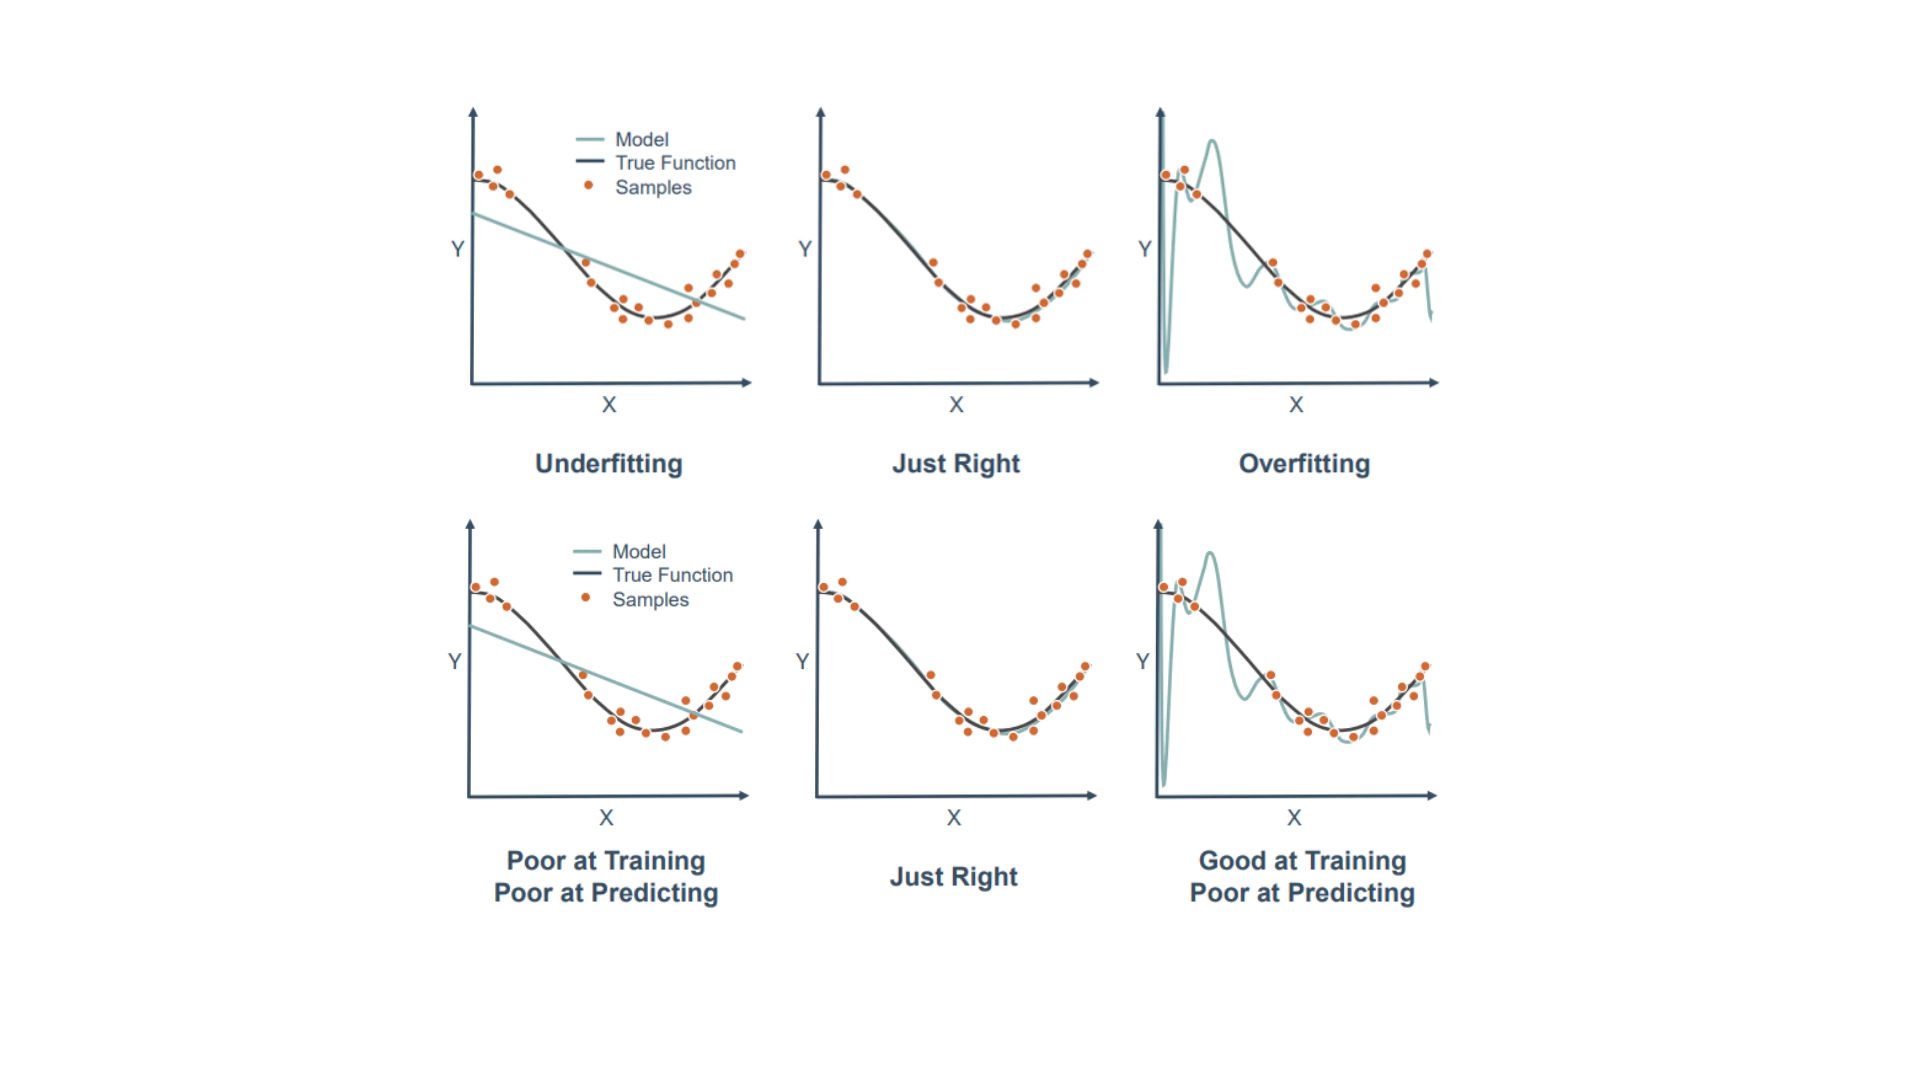 Model
True Function
Samples
Y
X
Underfitting
Y
X
Just Right
Y
X
Overfitting
Model
True Function
Samples
Y
X
Poor at Training
Poor at Predicting
Y
X
Just Right
Y
X
Good at Training
Poor at Predicting